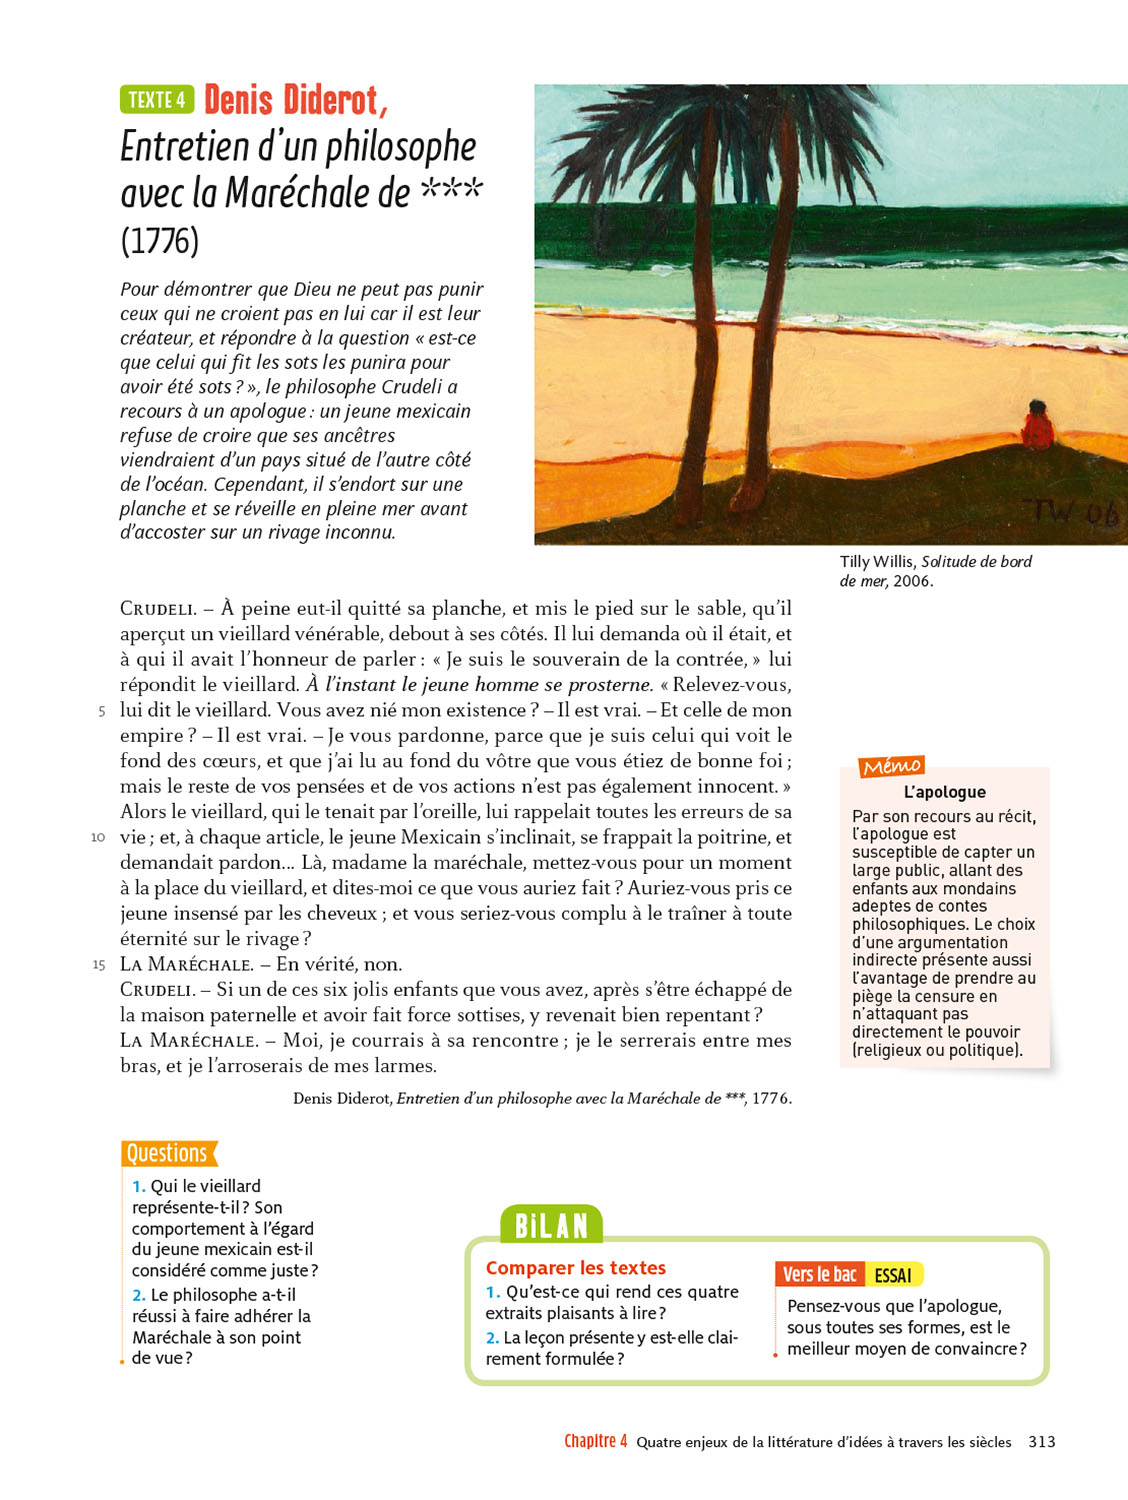 TEXTE 4 Denis Diderot,
Entretien d’un philosophe
avec la Maréchale de ***
(1776)
Pour démontrer que Dieu ne peut pas punir
ceux qui ne croient pas en lui car il est leur
créateur, et répondre à la question « est-ce
que celui qui fit les sots les punira pour
avoir été sots ? », le philosophe Crudeli a
recours à un apologue : un jeune mexicain
refuse de croire que ses ancêtres
viendraient d’un pays situé de l’autre côté
de l’océan. Cependant, il s’endort sur une
planche et se réveille en pleine mer avant
d’accoster sur un rivage inconnu.
TW 06
Tilly Willis, Solitude de bord
de mer, 2006.
CRUDELI. – À peine eut-il quitté sa planche, et mis le pied sur le sable, qu’il
aperçut un vieillard vénérable, debout à ses côtés. Il lui demanda où il était, et
à qui il avait l’honneur de parler : « Je suis le souverain de la contrée, » lui
répondit le vieillard. À l’instant le jeune homme se prosterne. « Relevez-vous,
5 lui dit le vieillard. Vous avez nié mon existence ? – Il est vrai. – Et celle de mon
empire ? – Il est vrai. – Je vous pardonne, parce que je suis celui qui voit le
fond des cœurs, et que j’ai lu au fond du vôtre que vous étiez de bonne foi ;
mais le reste de vos pensées et de vos actions n’est pas également innocent. »
Alors le vieillard, qui le tenait par l’oreille, lui rappelait toutes les erreurs de sa
10 vie ; et, à chaque article, le jeune Mexicain s’inclinait, se frappait la poitrine, et
demandait pardon... Là, madame la maréchale, mettez-vous pour un moment
à la place du vieillard, et dites-moi ce que vous auriez fait ? Auriez-vous pris ce
jeune insensé par les cheveux ; et vous seriez-vous complu à le traîner à toute
éternité sur le rivage ?
15 LA MARÉCHALE. – En vérité, non.
CRUDELI. – Si un de ces six jolis enfants que vous avez, après s’être échappé de
la maison paternelle et avoir fait force sottises, y revenait bien repentant ?
LA MARÉCHALE. – Moi, je courrais à sa rencontre ; je le serrerais entre mes
bras, et je l’arroserais de mes larmes.
Denis Diderot, Entretien d’un philosophe avec la Maréchale de ***, 1776.
Mémo
L’apologue
Par son recours au récit,
l’apologue est
susceptible de capter un
large public, allant des
enfants aux mondains
adeptes de contes
philosophiques. Le choix
d’une argumentation
indirecte présente aussi
l’avantage de prendre au
piège la censure en
n’attaquant pas
directement le pouvoir
(religieux ou politique).
Questions
1. Qui le vieillard
représente-t-il ? Son
comportement à l’égard
du jeune mexicain est-il
considéré comme juste ?
2. Le philosophe a-t-il
réussi à faire adhérer la
Maréchale à son point
de vue ?
BILAN
Comparer les textes
1. Qu’est-ce qui rend ces quatre
extraits plaisants à lire ?
2. La leçon présente y est-elle clai-
rement formulée ?
Vers le bac ESSAI
Pensez-vous que l’apologue,
sous toutes ses formes, est le
meilleur moyen de convaincre ?
Chapitre 4 Quatre enjeux de la littérature d’idées à travers les siècles 313